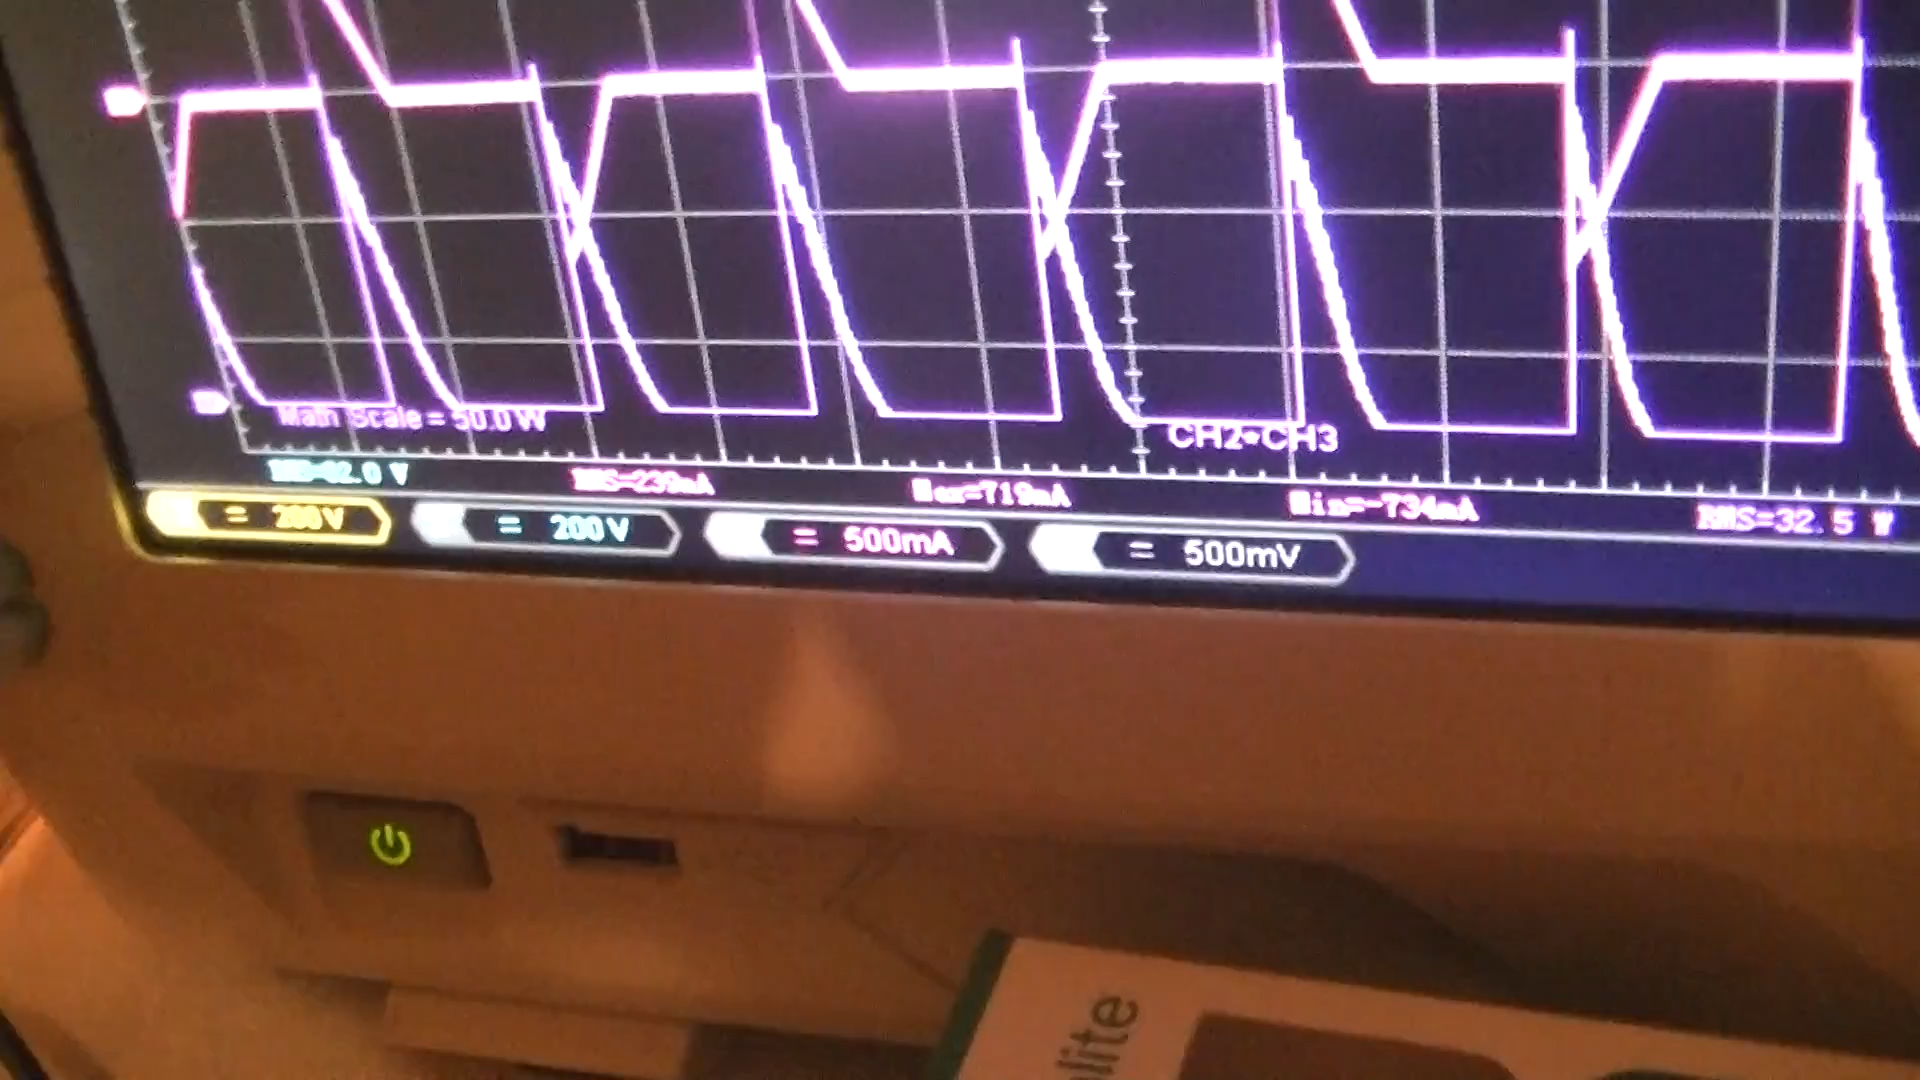 Math Scale = 50.0 W
CH2*CH3
RMS=239mA
Max=719mA
Min=-734mA
RMS=32.5 W
= 200V
= 200V
= 500mA
= 500mV
lite